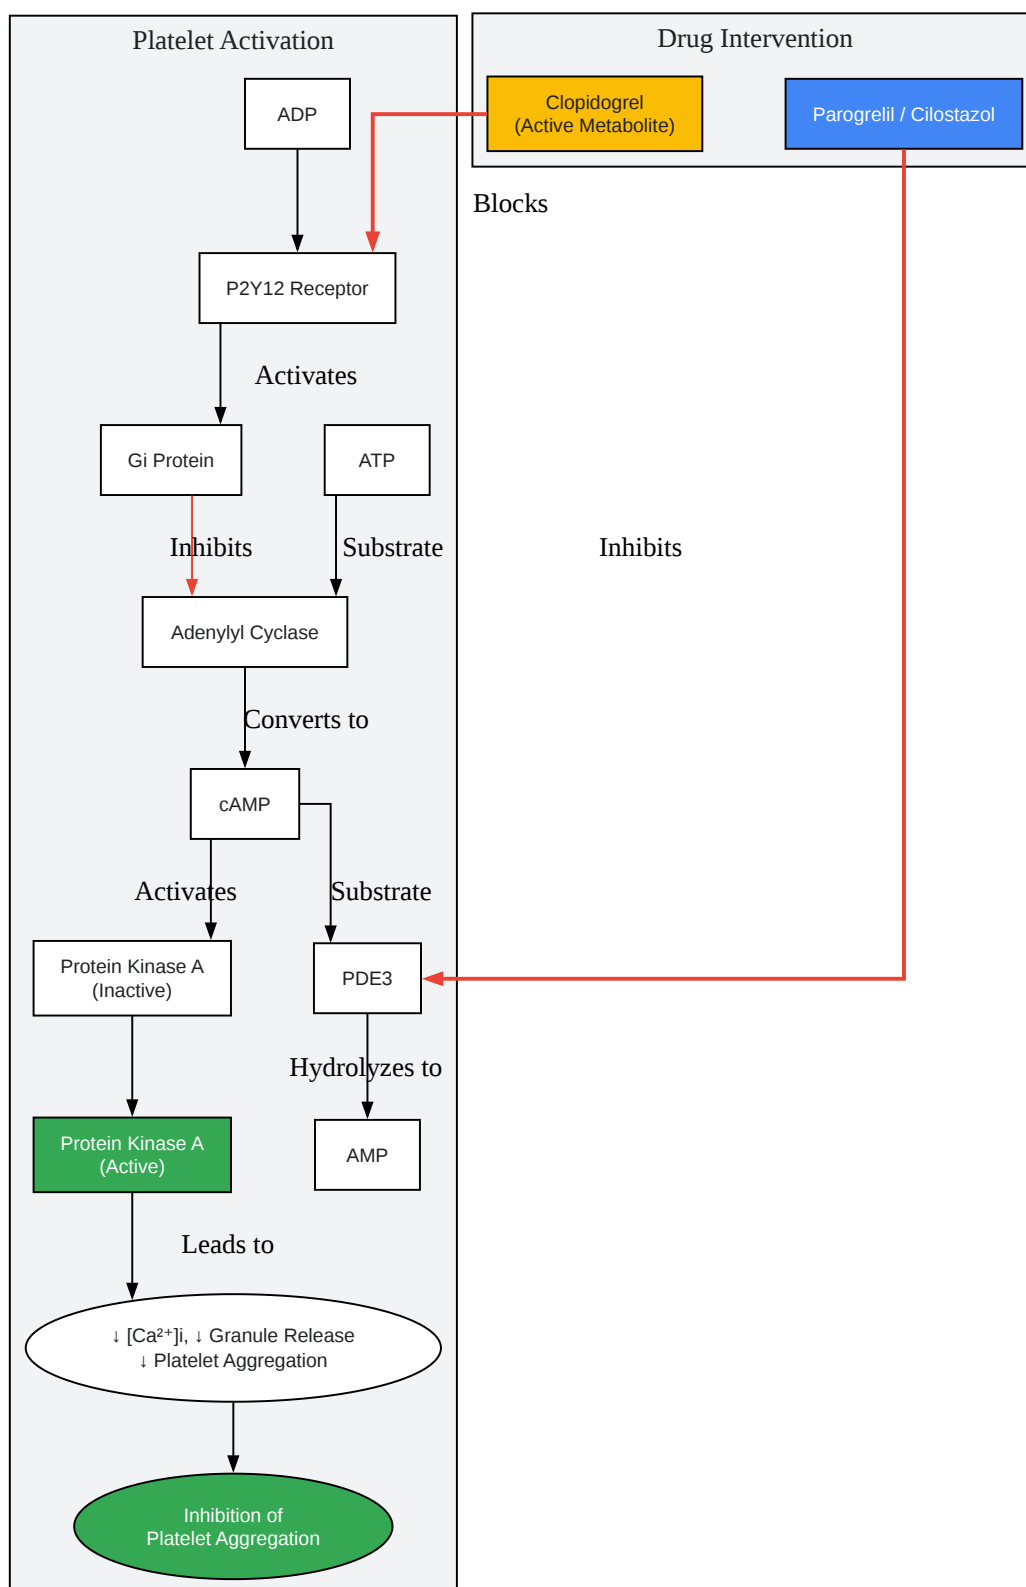 Platelet Activation
Drug Intervention
ADP
Clopidogrel
(Active Metabolite)
Parogrelil / Cilostazol
Blocks
P2Y12 Receptor
Activates
Gi Protein
ATP
Inhibits
Substrate
Inhibits
Adenylyl Cyclase
Converts to
cAMP
Activates
Substrate
Protein Kinase A
(Inactive)
PDE3
Hydrolyzes to
Protein Kinase A
(Active)
AMP
Leads to
↓ [Ca²⁺]i, ↓ Granule Release
↓ Platelet Aggregation
Inhibition of
Platelet Aggregation